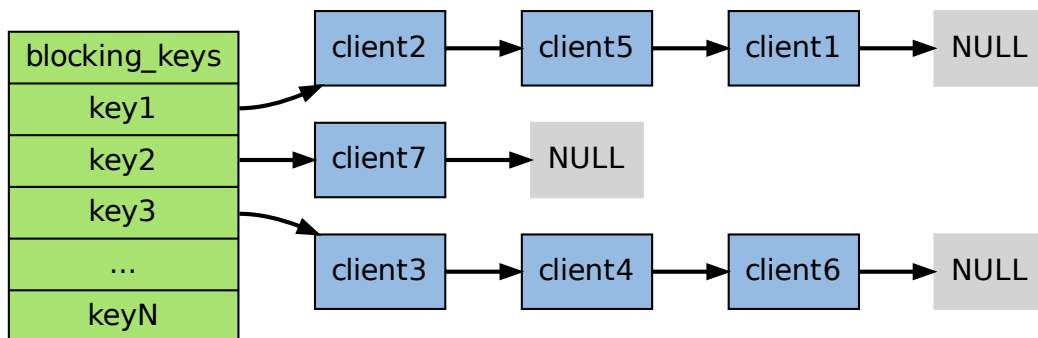 blocking_keys
key1
key2
key3
...
keyN
client2
client5
client1
NULL
client7
NULL
client3
client4
client6
NULL